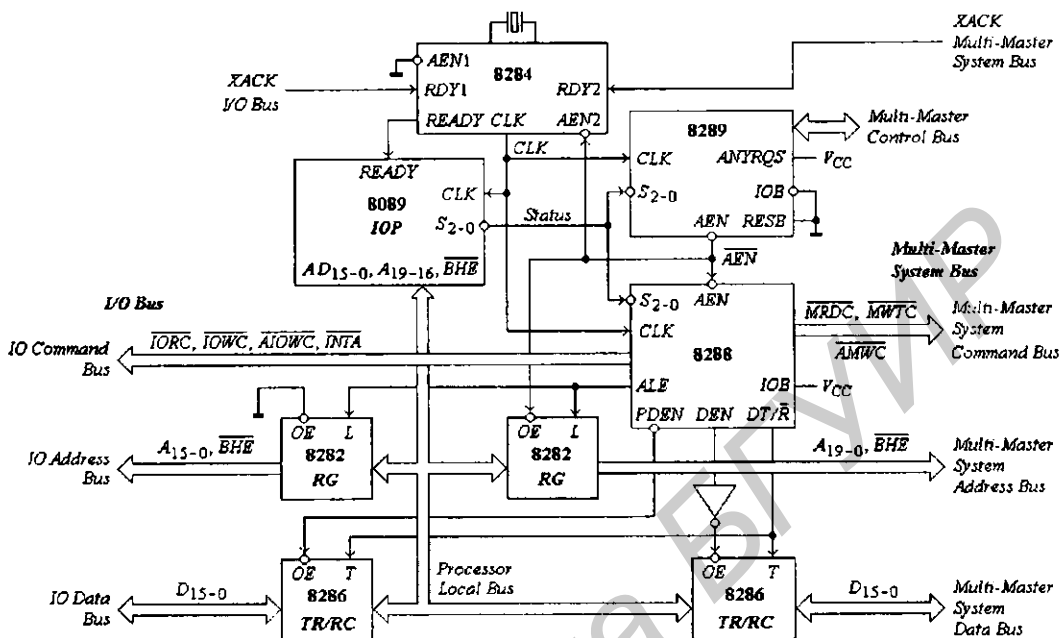 XACK
Multi-Master
System Bus
AEN1
8284
XACK
I/O Bus
RDY1
RDY2
READY CLK
AEN2
8289
Multi-Master
Control Bus
CLK
CLK
ANYRQS
VCC
READY
8089
IOP
CLK
S2-0
Status
S2-0
IOB
RESB
AEN
AEN
AD15-0, A19-16, BHE
Multi-Master
System Bus
I/O Bus
S2-0
AEN
MRDC, MWTC
Multi-Master
System
Command Bus
IORC, IOWC, AIOWC, INTA
CLK
8288
AMWC
IO Command
Bus
ALE
IOB
VCC
PDEN DEN DT/R
OE L
8282
RG
OE L
8282
RG
A15-0, BHE
IO Address
Bus
A19-0, BHE
Multi-Master
System
Address Bus
OE T
8286
TR/RC
Processor
Local Bus
OE T
8286
TR/RC
D15-0
IO Data
Bus
D15-0
Multi-Master
System
Data Bus
БГУИР